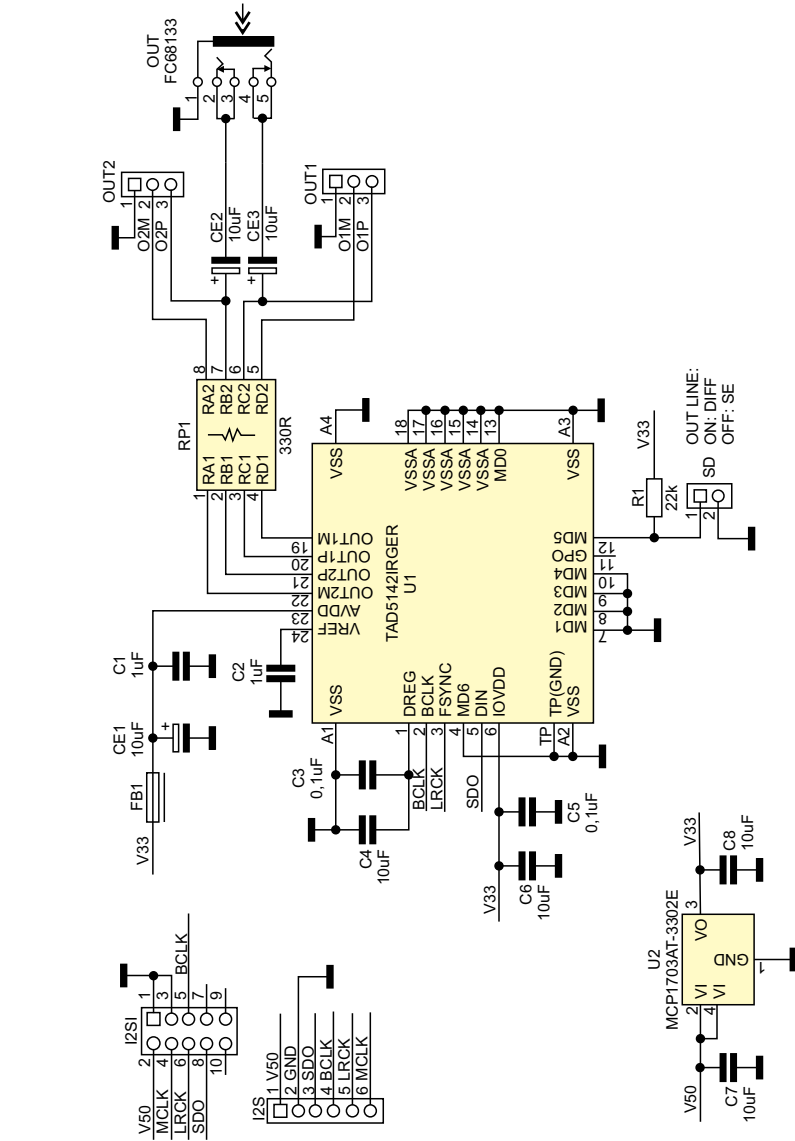 OUT
FC68133
1
2
3
4
5
OUT2
1
O2M 2
O2P 3
CE2
10uF
+
CE3
10uF
+
OUT1
1
O1M 2
O1P 3
RP1
330R
8
7
6
5
RA2
RB2
RC2
RD2
RA1
RB1
RC1
RD1
1
2
3
4
A4
VSS
18
17
16
15
14
13
VSSA
VSSA
VSSA
VSSA
VSSA
MD0
A3
VSS
V33
R1
22k
SD
1
2
OUT LINE:
ON: DIFF
OFF: SE
19
20
21
22
23
24
OUT1M
OUT1P
OUT2P
OUT2M
AVDD
VREF
TAD5142IRGER
U1
MD5
GPO
MD4
MD3
MD2
MD1
12
11
10
9
8
7
C1
1uF
C2
1uF
CE1
10uF
+
FB1
V33
VSS
A1
DREG
BCLK
FSYNC
MD6
DIN
IOVDD
1
2
3
4
5
6
TP(GND)
VSS
TP
A2
C3
0,1uF
C4
10uF
BCLK
LRCK
SDO
C5
0,1uF
C6
10uF
V33
I2SI
1
3
5
7
9
BCLK
2
4
6
8
10
V50
MCLK
LRCK
SDO
I2S
1 V50
2 GND
3 SDO
4 BCLK
5 LRCK
6 MCLK
U2
MCP1703AT-3302E
VO
3
GND
1
VI
VI
2
4
V33
C8
10uF
V50
C7
10uF